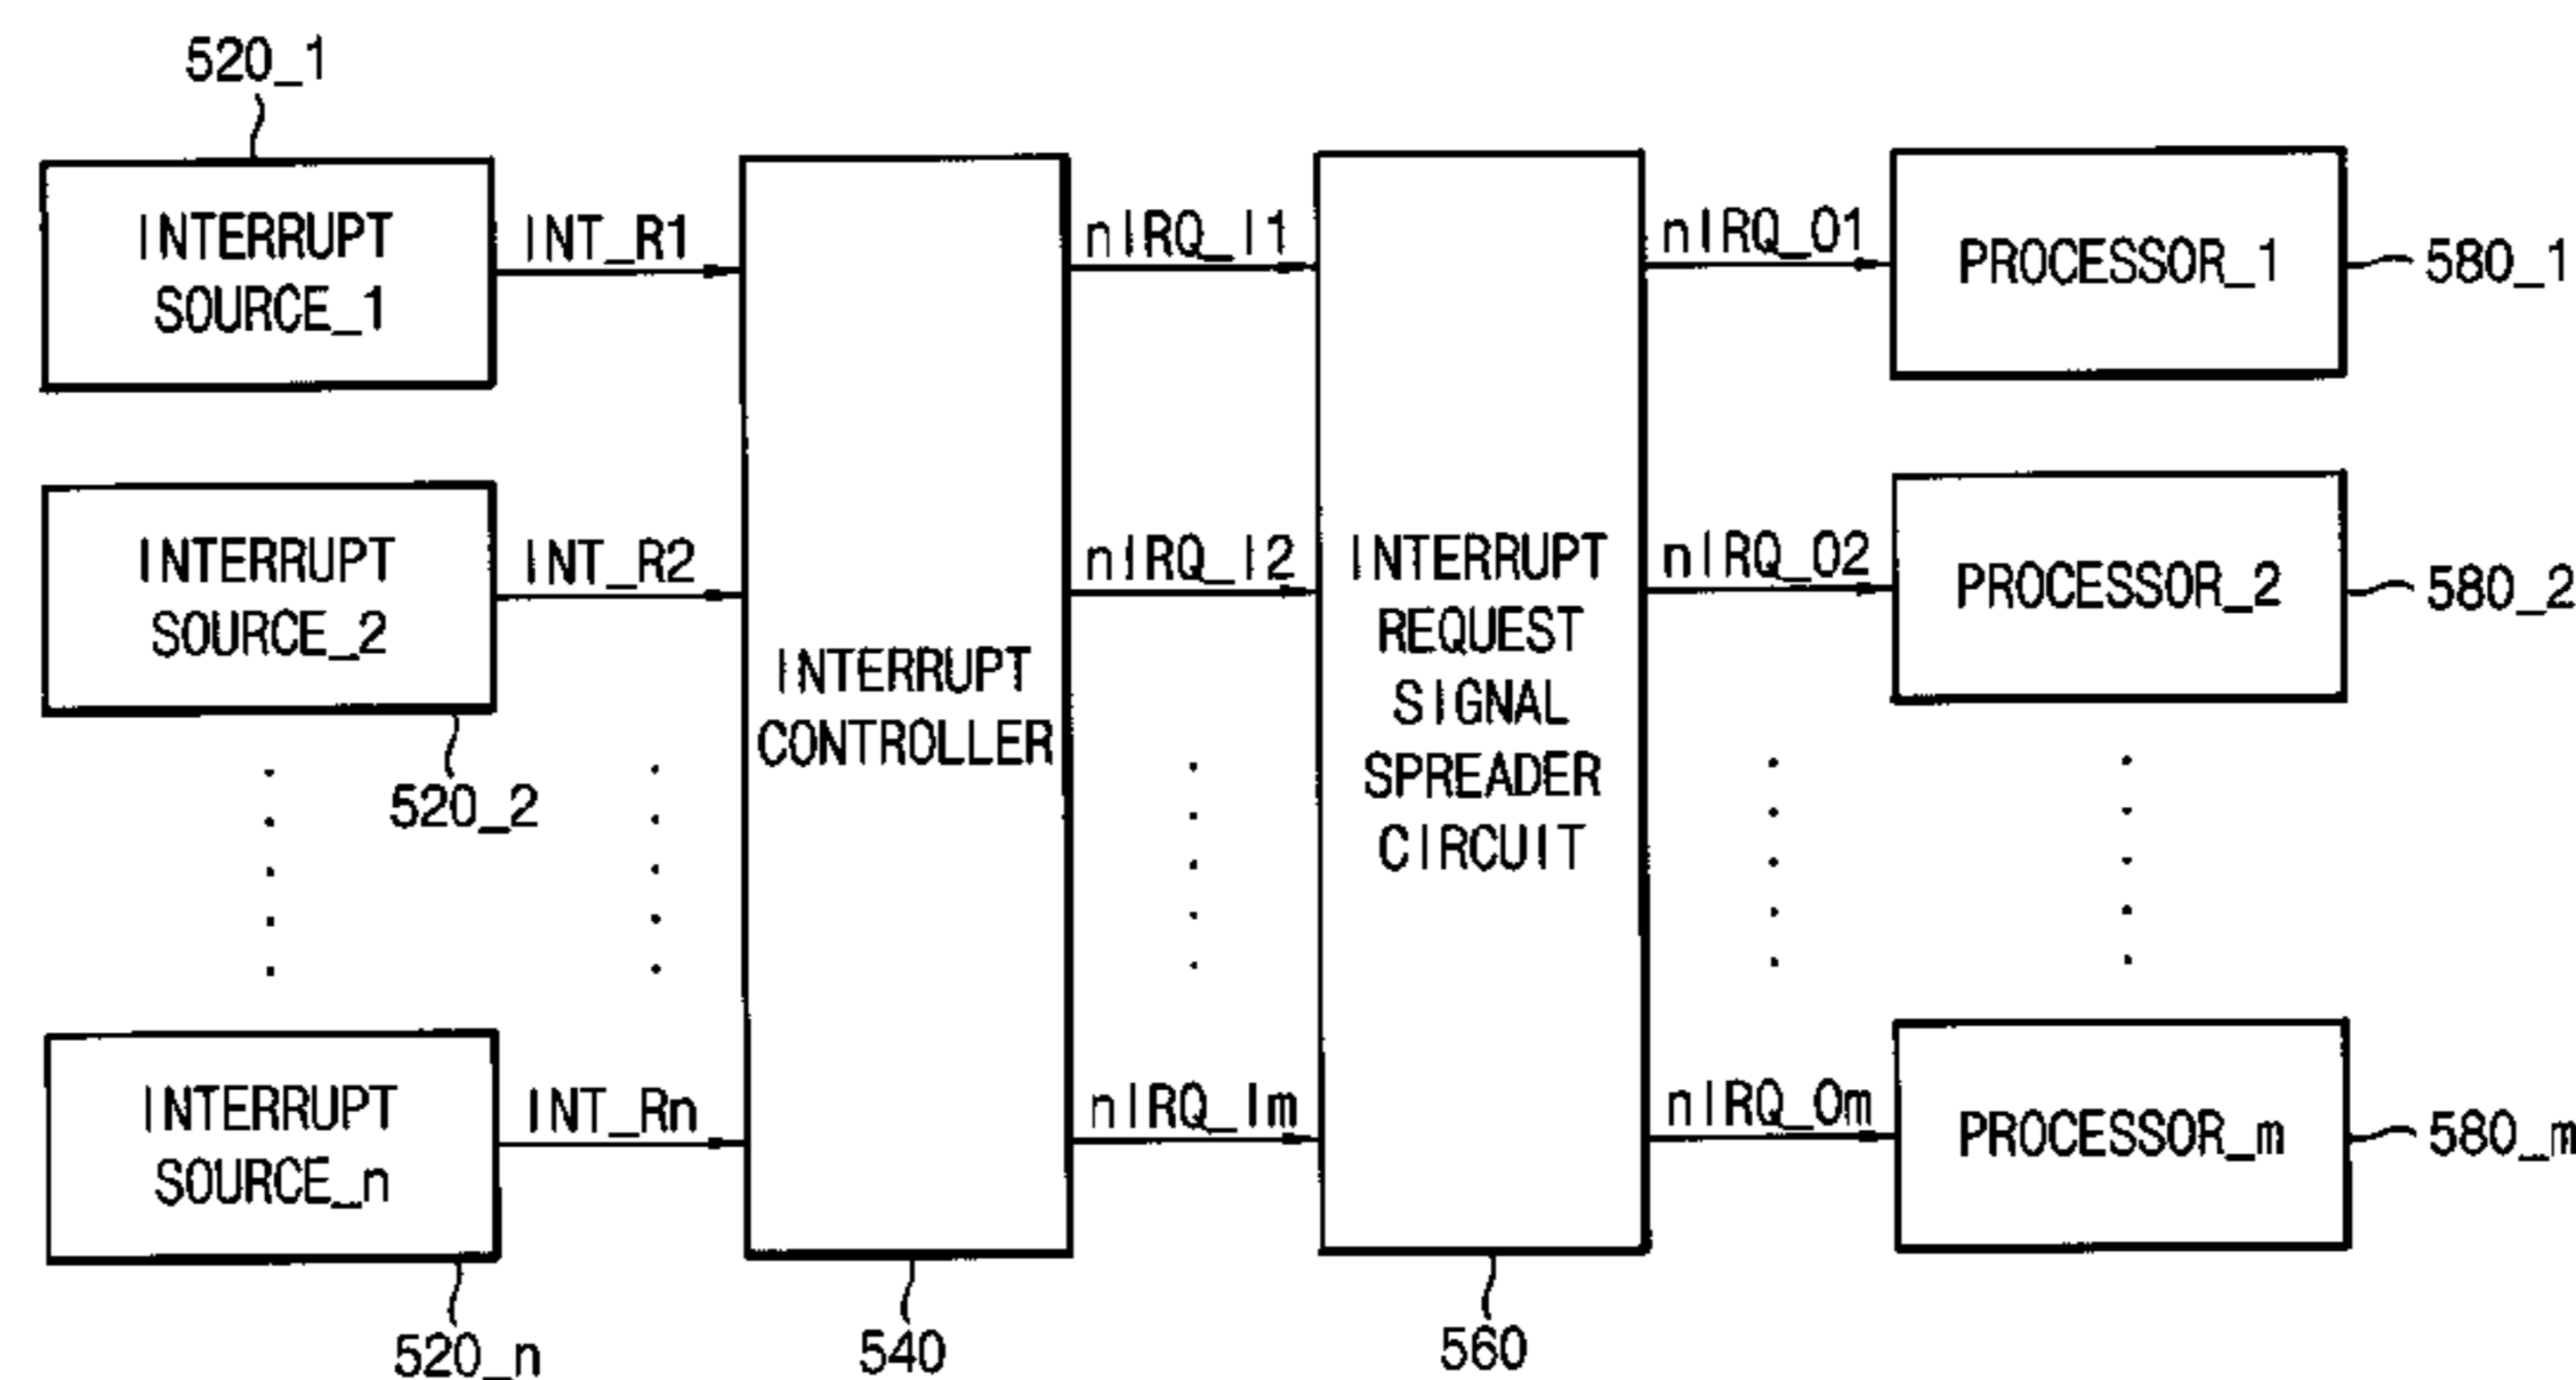 520_1
INTERRUPT
SOURCE_1
INT_R1
nIRQ_I1
nIRQ_O1
PROCESSOR_1
580_1
INTERRUPT
SOURCE_2
520_2
INT_R2
INTERRUPT
CONTROLLER
nIRQ_I2
INTERRUPT
REQUEST
SIGNAL
SPREADER
CIRCUIT
nIRQ_O2
PROCESSOR_2
580_2
INTERRUPT
SOURCE_n
INT_Rn
nIRQ_Im
nIRQ_Om
PROCESSOR_m
580_m
520_n
540
560